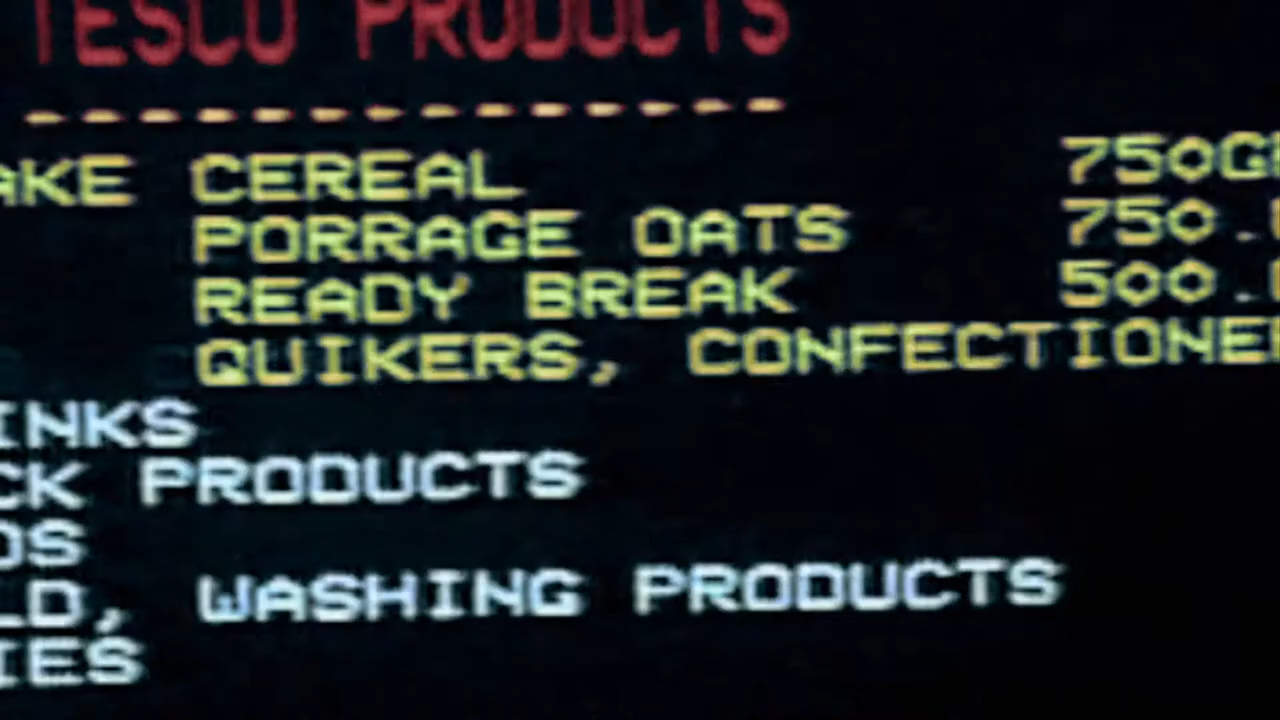 TESCO PRODUCTS
---------------
AKE CEREAL 750G
PORRAGE OATS 750.
READY BREAK 500.
QUIKERS, CONFECTIONE
INKS
CK PRODUCTS
DS
LD, WASHING PRODUCTS
IES